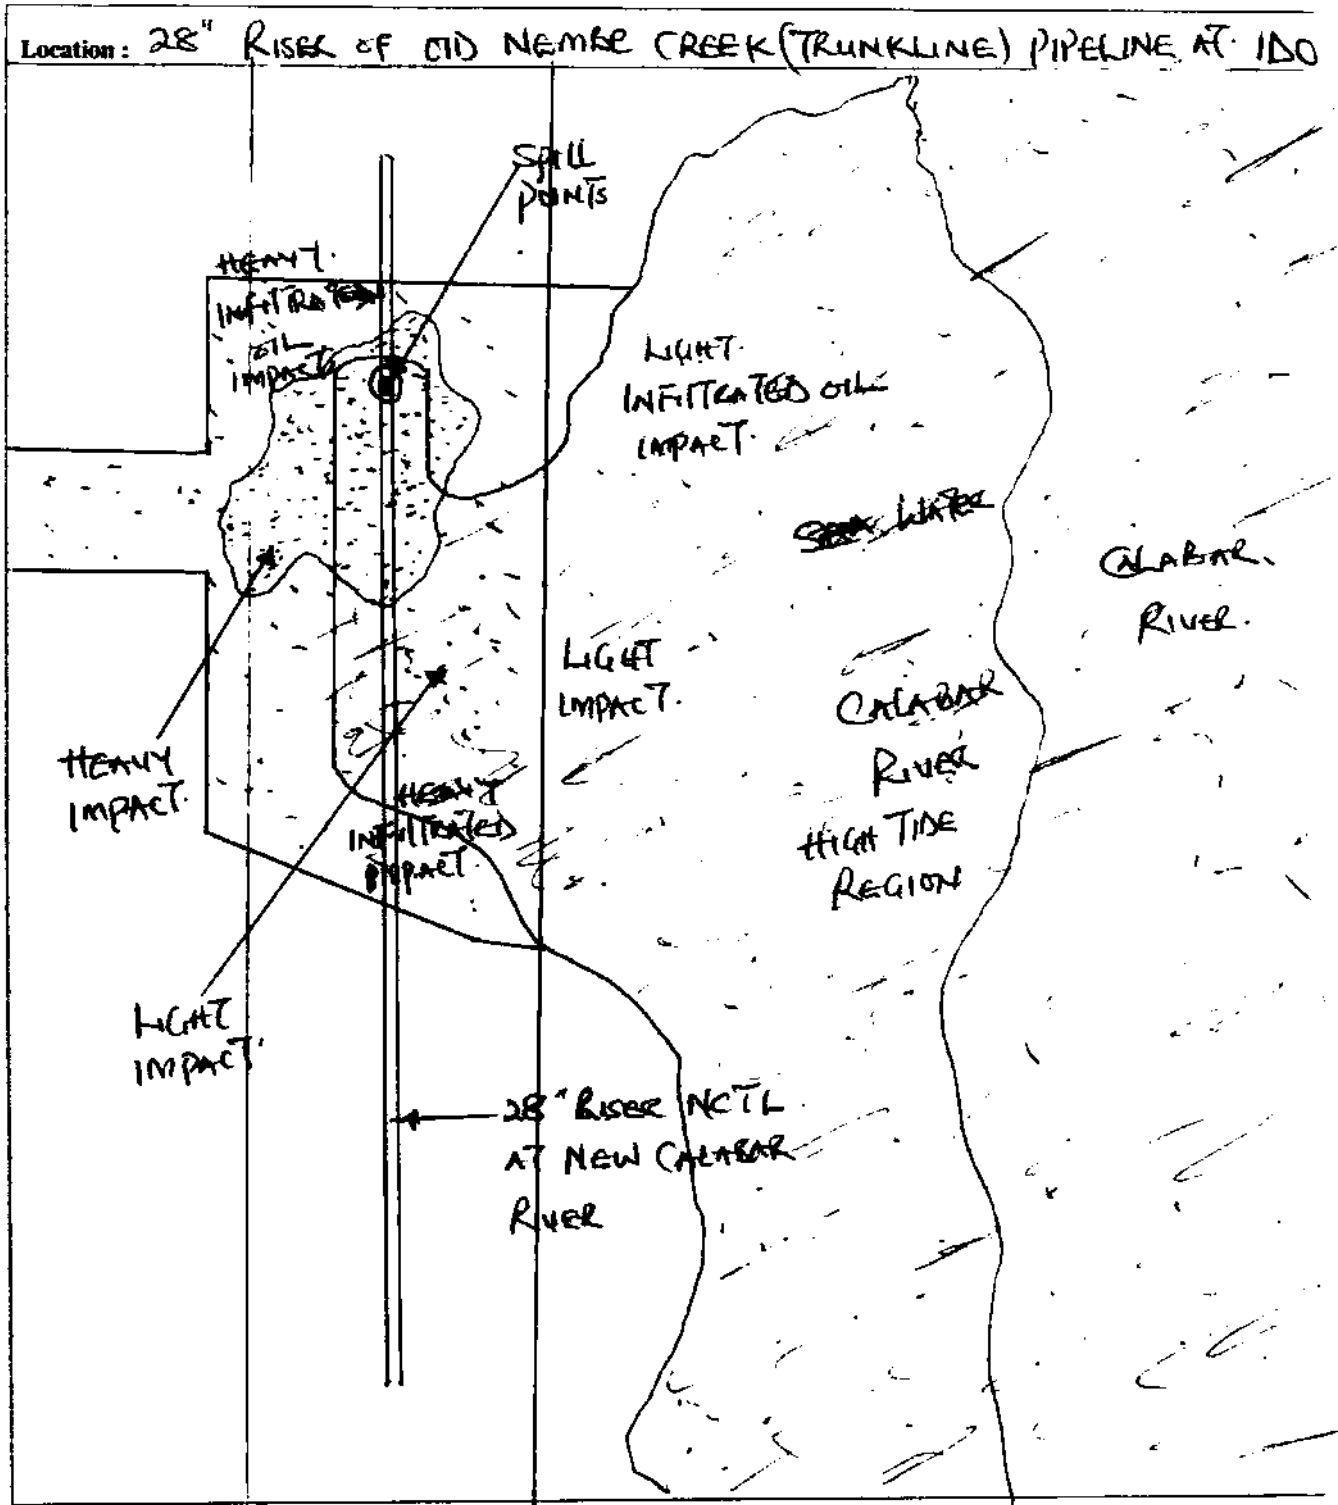 Location: 28" RISER OF OLD NEMBE CREEK (TRUNKLINE) PIPELINE AT IDO
SPILL
POINTS
HEAVY
INFILTRATED
OIL
IMPACT
LIGHT
INFILTRATED OIL
IMPACT.
SEA WATER
CALABAR
RIVER.
LIGHT
IMPACT.
CALABAR
RIVER
HIGH TIDE
REGION
HEAVY
IMPACT.
HEAVY
INFILTRATED
IMPACT
LIGHT
IMPACT
28" RISER NCTL
AT NEW CALABAR
RIVER